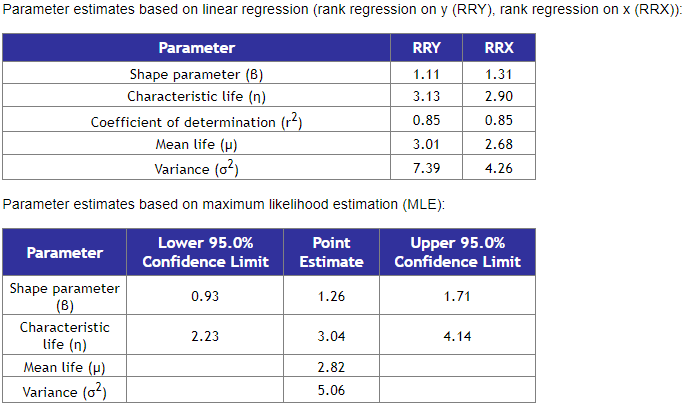 Parameter estimates based on linear regression (rank regression on y (RRY), rank regression on x (RRX)):
Parameter RRY RRX
Shape parameter (β) 1.11 1.31
Characteristic life (η) 3.13 2.90
Coefficient of determination (r²) 0.85 0.85
Mean life (μ) 3.01 2.68
Variance (σ²) 7.39 4.26
Parameter estimates based on maximum likelihood estimation (MLE):
Parameter Lower 95.0% Confidence Limit Point Estimate Upper 95.0% Confidence Limit
Shape parameter (β) 0.93 1.26 1.71
Characteristic life (η) 2.23 3.04 4.14
Mean life (μ) 2.82
Variance (σ²) 5.06